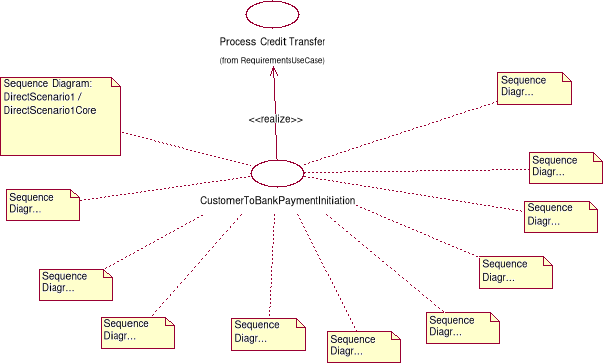 Process Credit Transfer
(from RequirementsUseCase)
Sequence Diagram:
DirectScenario1 /
DirectScenario1Core
Sequence
Diagr...
<<realize>>
Sequence
Diagr...
Sequence
Diagr...
CustomerToBankPaymentInitiation
Sequence
Diagr...
Sequence
Diagr...
Sequence
Diagr...
Sequence
Diagr...
Sequence
Diagr...
Sequence
Diagr...
Sequence
Diagr...
Sequence
Diagr...